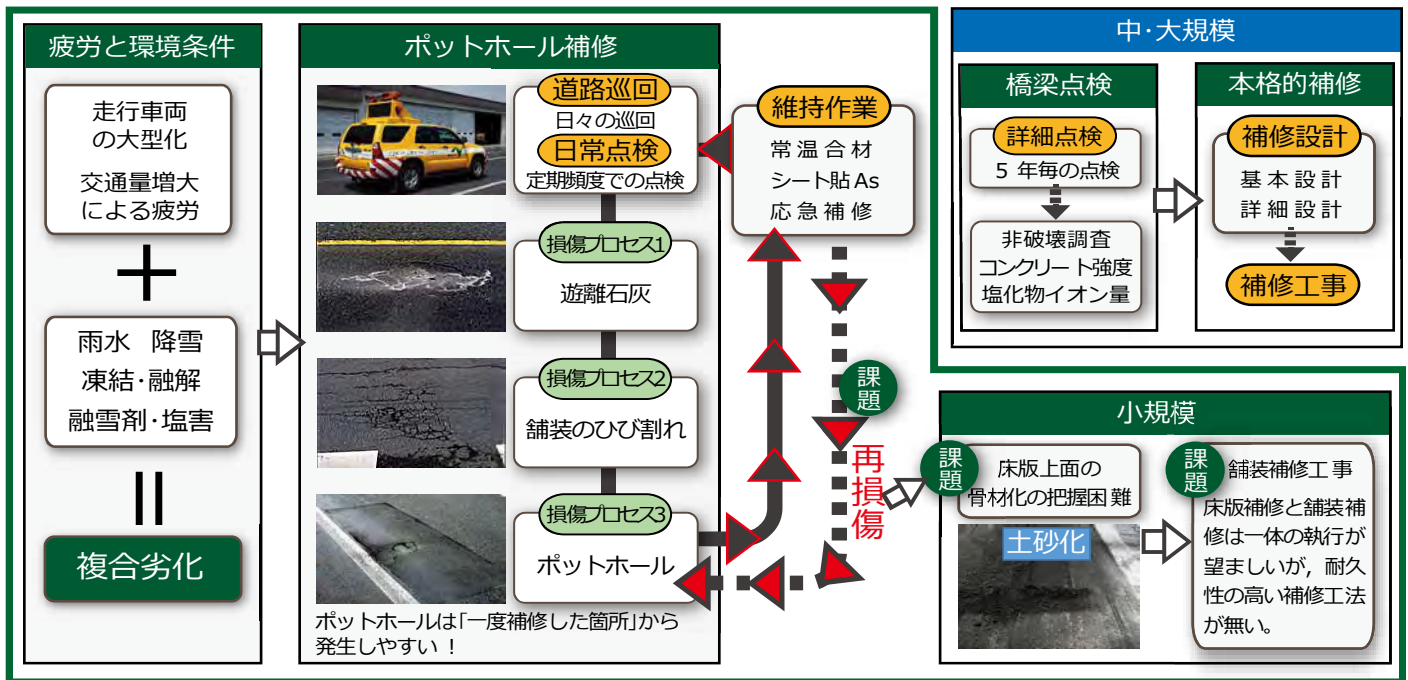 疲労と環境条件
走行車両
の大型化
交通量増大
による疲労
＋
雨水 降雪
凍結・融解
融雪剤・塩害
＝
複合劣化
ポットホール補修
道路巡回
日々の巡回
日常点検
定期頻度での点検
損傷プロセス1
遊離石灰
損傷プロセス2
舗装のひび割れ
損傷プロセス3
ポットホール
ポットホールは「一度補修した箇所」から
発生しやすい！
維持作業
常温合材
シート貼As
応急補修
課題
再損傷
中・大規模
橋梁点検
詳細点検
5 年毎の点検
非破壊調査
コンクリート強度
塩化物イオン量
本格的補修
補修設計
基本設計
詳細設計
補修工事
小規模
課題
床版上面の
骨材化の把握困難
土砂化
課題
舗装補修工事
床版補修と舗装補
修は一体の執行が
望ましいが，耐久
性の高い補修工法
が無い。